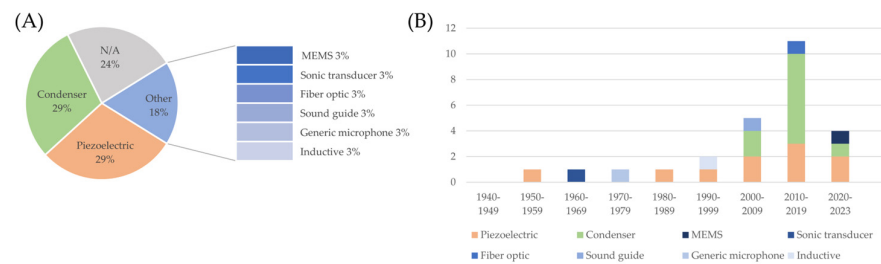 (A)
N/A
24%
Condenser
29%
Other
18%
Piezoelectric
29%
MEMS 3%
Sonic transducer 3%
Fiber optic 3%
Sound guide 3%
Generic microphone 3%
Inductive 3%
(B)
12
10
8
6
4
2
0
1940- 1950- 1960- 1970- 1980- 1990- 2000- 2010- 2020-
1949 1959 1969 1979 1989 1999 2009 2019 2023
Piezoelectric Condenser MEMS Sonic transducer
Fiber optic Sound guide Generic microphone Inductive